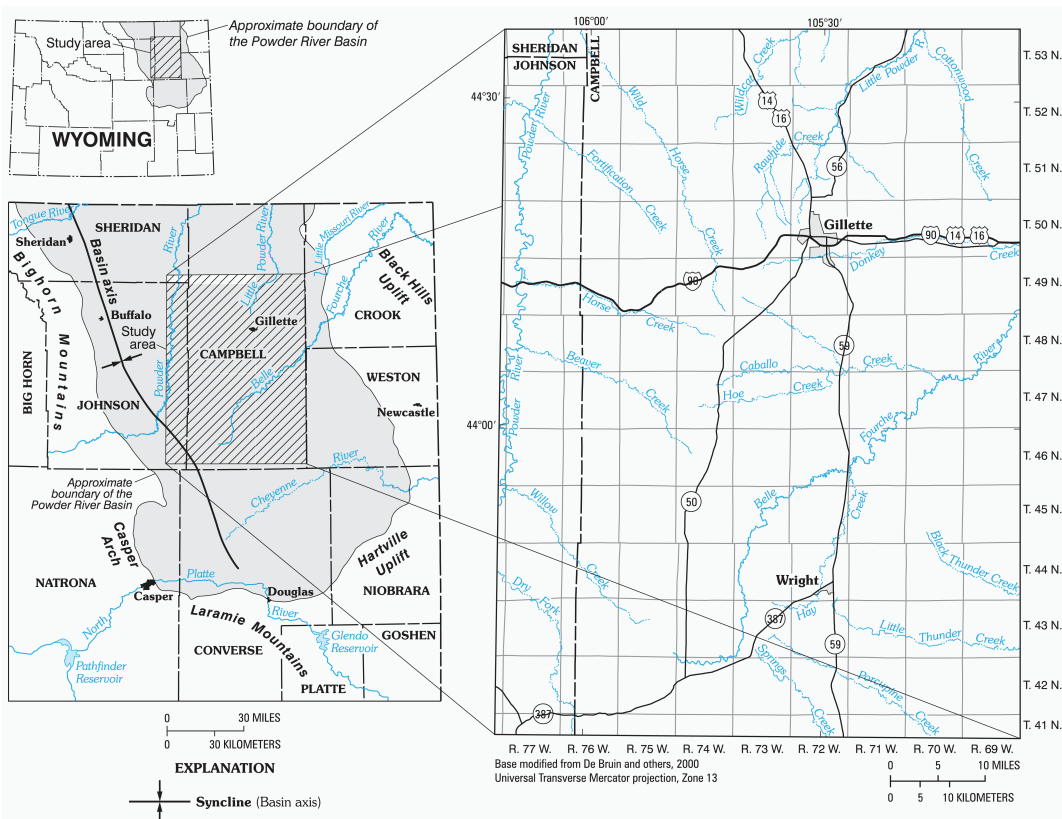 Approximate boundary of
the Powder River Basin
Study area
WYOMING
Tongue River
SHERIDAN
Sheridan
Bighorn
Mountains
Basin axis
River
Powder River
Little
Little Missouri River
River
Fourche
Black Hills
Uplift
Buffalo
Study
area
Gillette
CROOK
CAMPBELL
Powder
Belle
WESTON
BIG HORN
JOHNSON
Newcastle
Approximate
boundary of the
Powder River Basin
River
Cheyenne
Casper
Arch
Hartville
Uplift
NATRONA
Platte
Casper
Douglas
NIOBRARA
North
River
Laramie Mountains
Glendo
Reservoir
GOSHEN
CONVERSE
Pathfinder
Reservoir
PLATTE
0 30 MILES
0 30 KILOMETERS
EXPLANATION
Syncline (Basin axis)
106°00'
105°30'
SHERIDAN
JOHNSON
CAMPBELL
44°30'
44°00'
Powder River
Wild
Horse
Creek
Wildcat Creek
14
16
Little Powder R
Cottonwood
Creek
Fortification
Creek
Rawhide Creek
56
Gillette
90
14
16
Donkey
Creek
90
Horse
Creek
59
Beaver
Creek
Caballo
Creek
Hoe
Creek
River
Powder
River
Fourche
Belle
Creek
50
Willow
Creek
Black Thunder Creek
Dry
Fork
Wright
387
Hay
Little
Thunder
Creek
59
Springs
Creek
Porcupine
Creek
387
T. 53 N.
T. 52 N.
T. 51 N.
T. 50 N.
T. 49 N.
T. 48 N.
T. 47 N.
T. 46 N.
T. 45 N.
T. 44 N.
T. 43 N.
T. 42 N.
T. 41 N.
R. 77 W. R. 76 W. R. 75 W. R. 74 W. R. 73 W. R. 72 W. R. 71 W. R. 70 W. R. 69 W.
Base modified from De Bruin and others, 2000
Universal Transverse Mercator projection, Zone 13
0 5 10 MILES
0 5 10 KILOMETERS